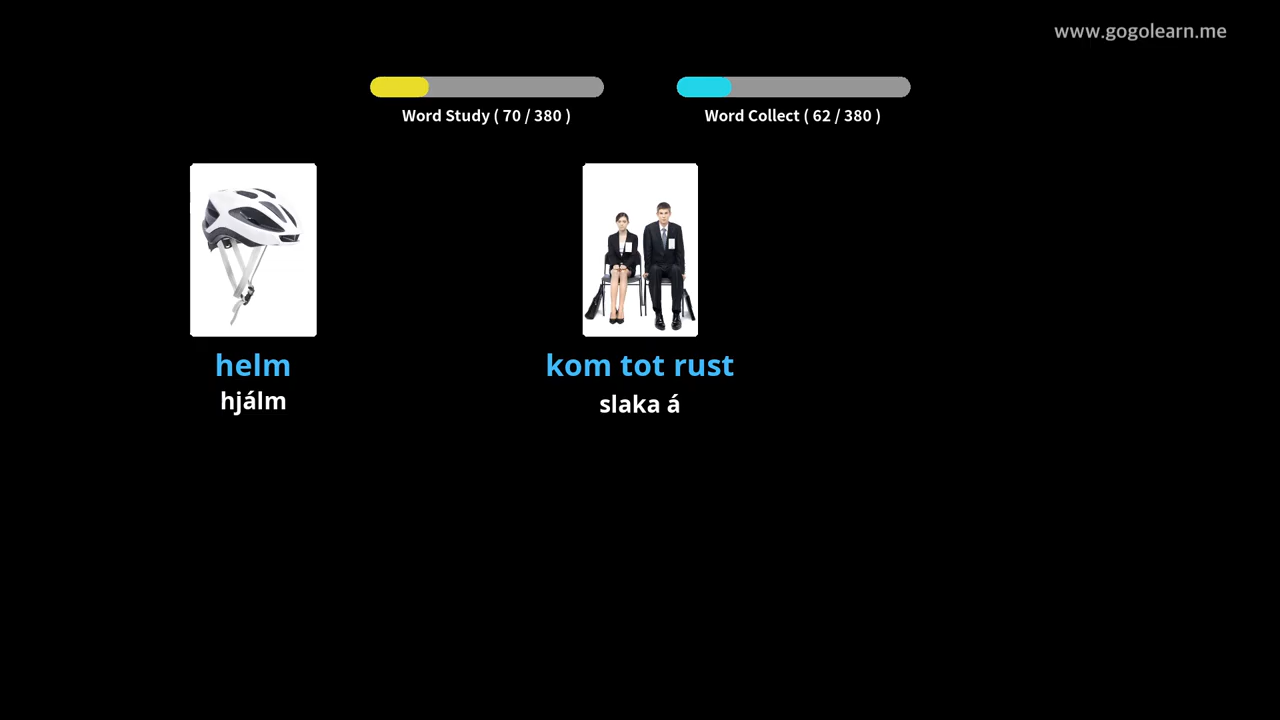 www.gogolearn.me
Word Study ( 70 / 380 )
Word Collect ( 62 / 380 )
helm
hjálm
kom tot rust
slaka á